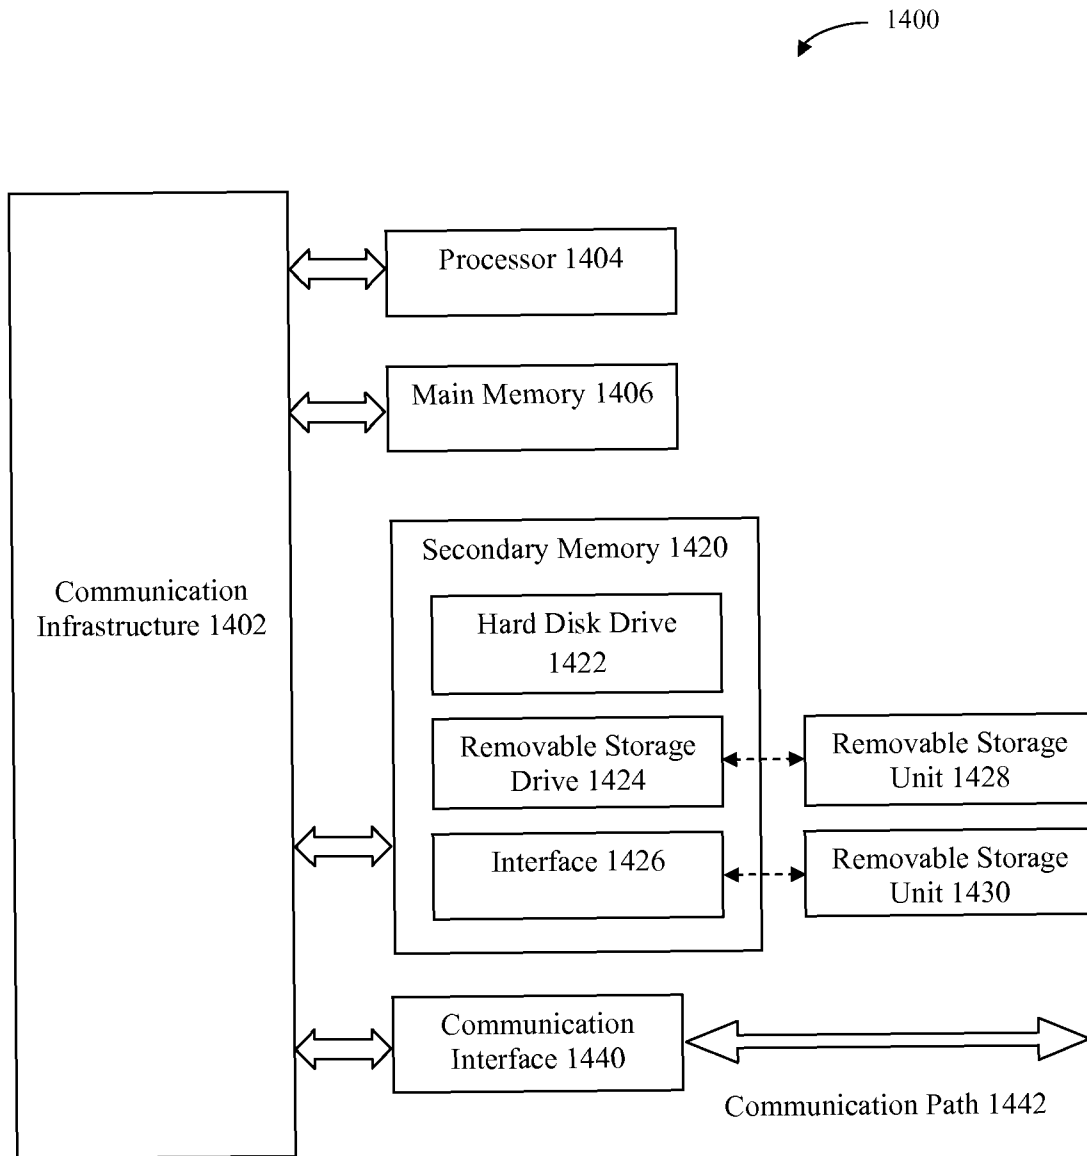 1400
Processor 1404
Main Memory 1406
Communication
Infrastructure 1402
Secondary Memory 1420
Hard Disk Drive
1422
Removable Storage
Drive 1424
Removable Storage
Unit 1428
Interface 1426
Removable Storage
Unit 1430
Communication
Interface 1440
Communication Path 1442